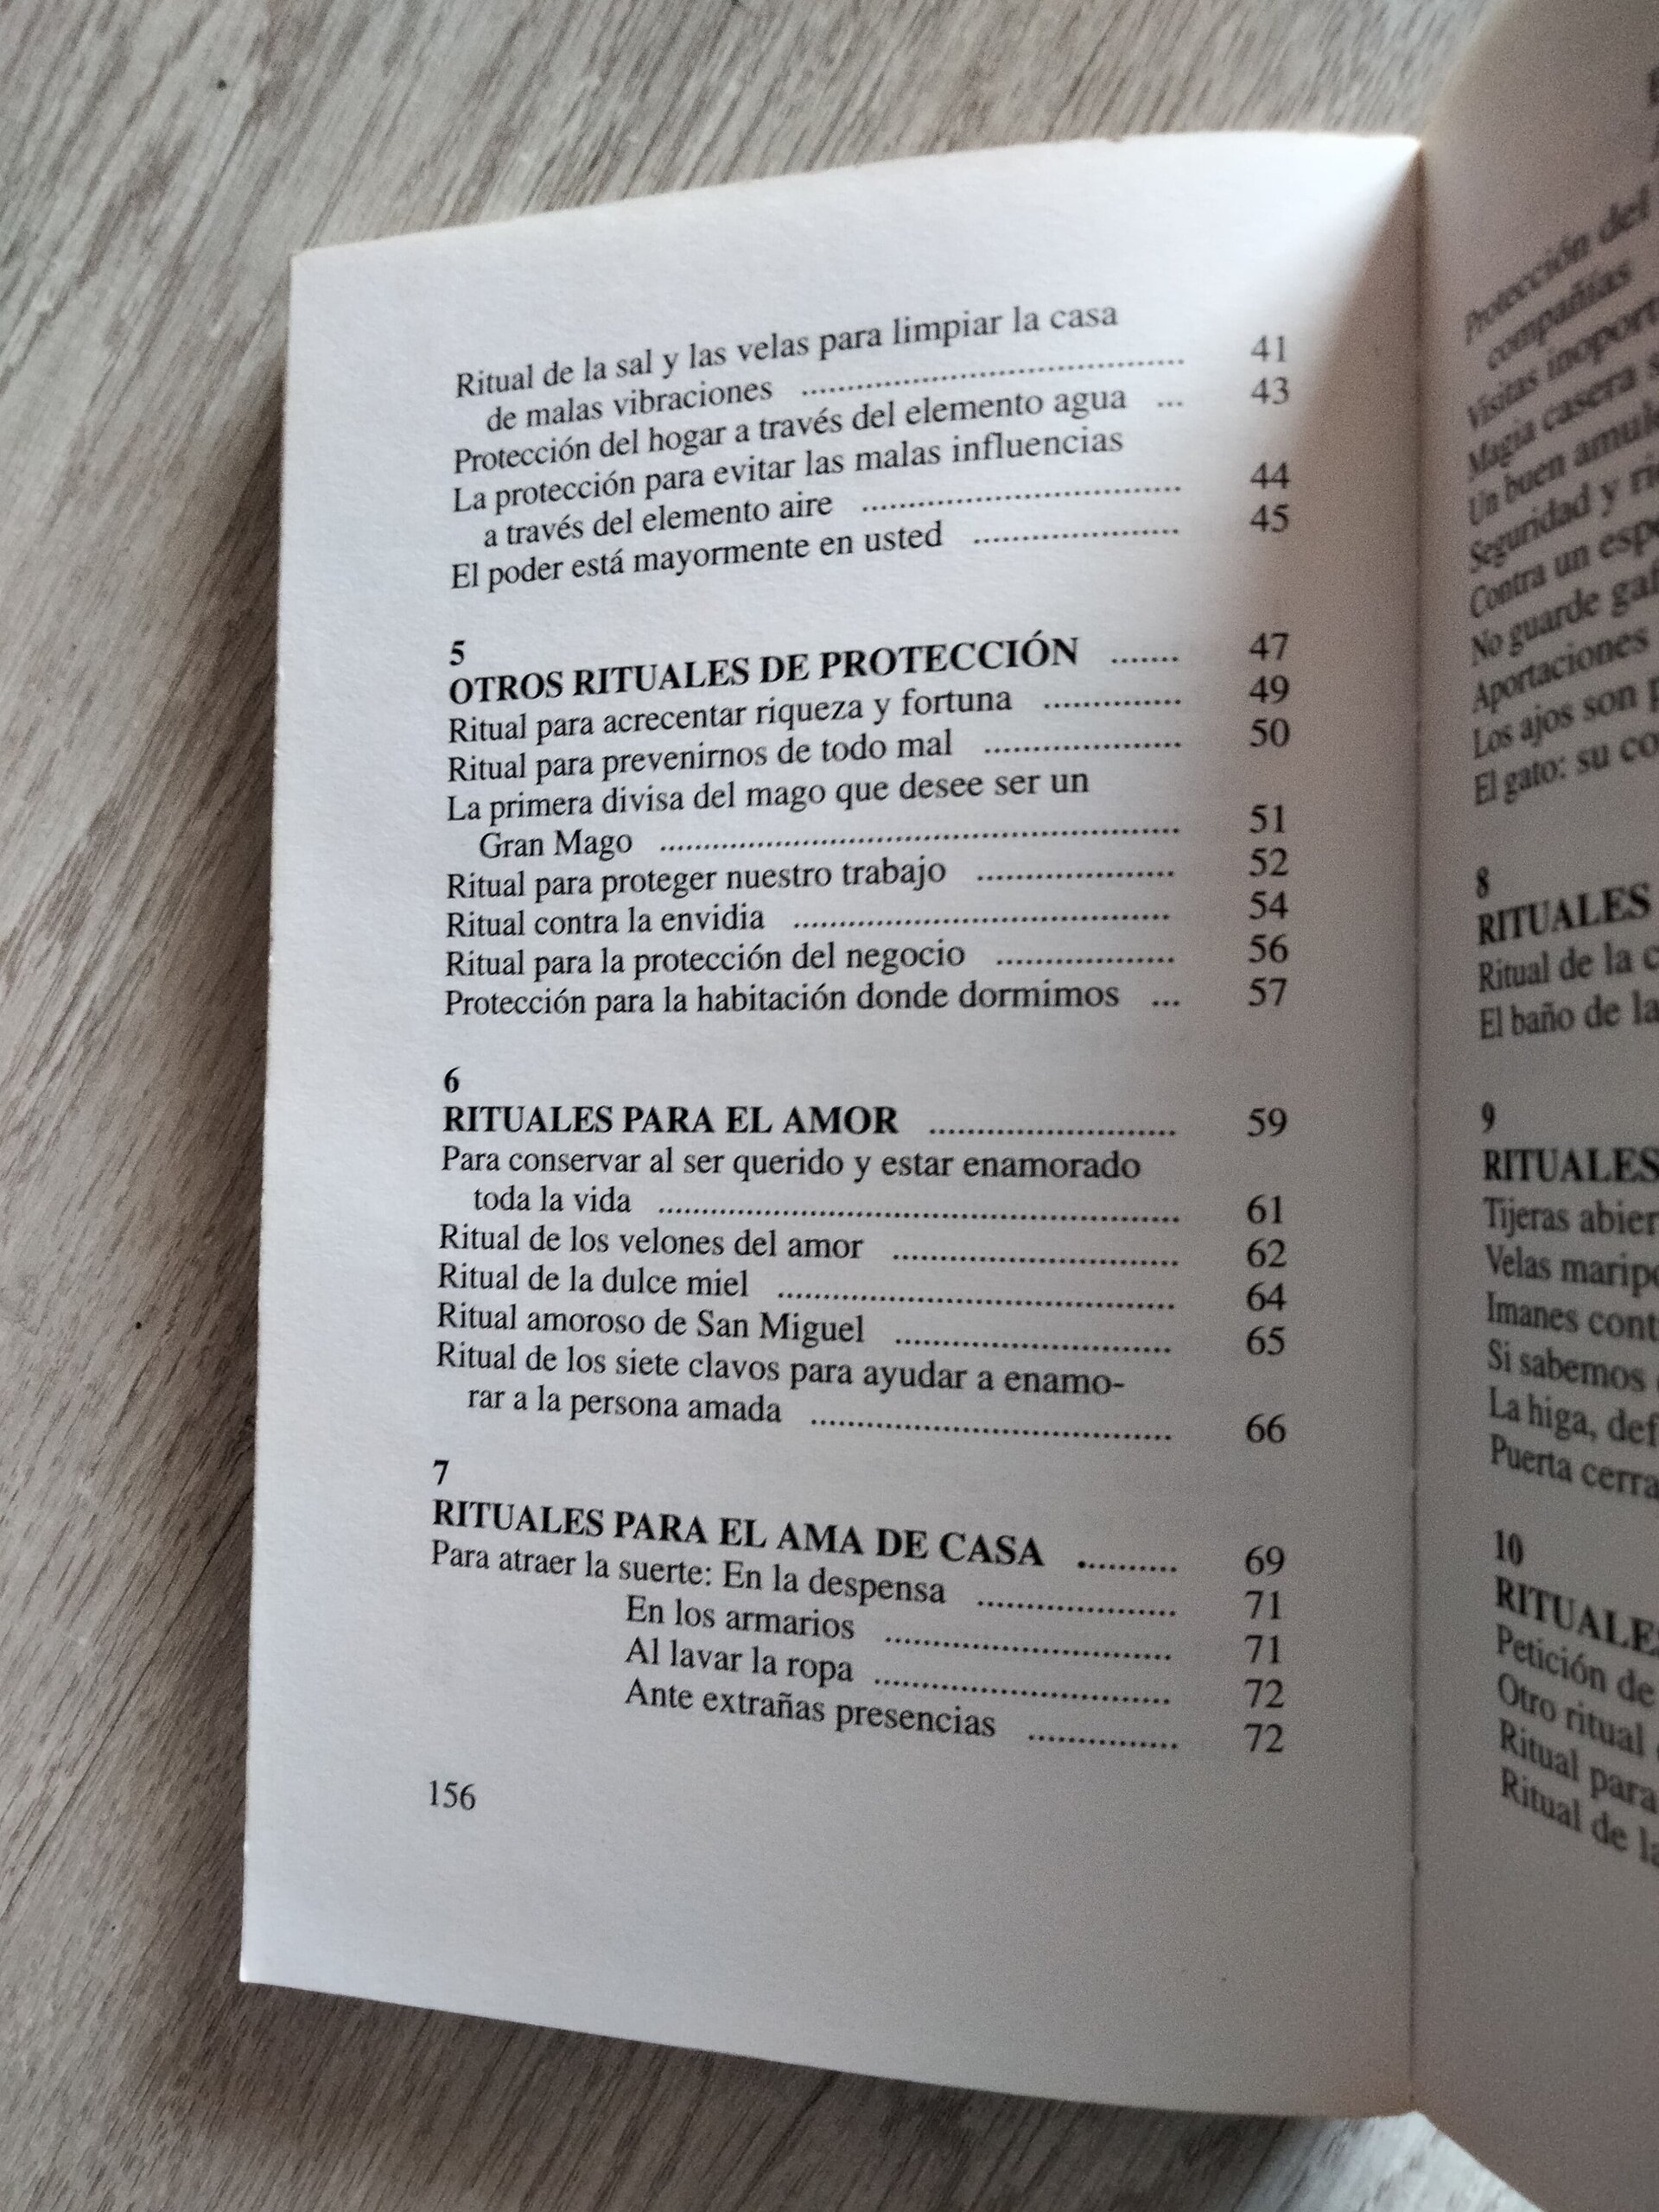 Ritual de la sal y las velas para limpiar la casa
de malas vibraciones ........................................ 41
Protección del hogar a través del elemento agua ... 43
La protección para evitar las malas influencias
a través del elemento aire .................................. 44
El poder está mayormente en usted ..................... 45
5
OTROS RITUALES DE PROTECCIÓN ....... 47
Ritual para acrecentar riqueza y fortuna .............. 49
Ritual para prevenirnos de todo mal .................... 50
La primera divisa del mago que desee ser un
Gran Mago ...................................................... 51
Ritual para proteger nuestro trabajo .................... 52
Ritual contra la envidia ....................................... 54
Ritual para la protección del negocio ................... 56
Protección para la habitación donde dormimos ... 57
6
RITUALES PARA EL AMOR .......................... 59
Para conservar al ser querido y estar enamorado
toda la vida ...................................................... 61
Ritual de los velones del amor .............................. 62
Ritual de la dulce miel .......................................... 64
Ritual amoroso de San Miguel ............................. 65
Ritual de los siete clavos para ayudar a enamo-
rar a la persona amada ...................................... 66
7
RITUALES PARA EL AMA DE CASA .......... 69
Para atraer la suerte: En la despensa ..................... 71
En los armarios .............................. 71
Al lavar la ropa ............................... 72
Ante extrañas presencias ................ 72
156
Protección del
compañías
Visitas
Magia casera
Un buen
Seguridad y
Contra un
No guarde
Aportaciones
Los ajos son
El gato: su
8
RITUALES
Ritual de la
El baño de la
9
RITUALES
Tijeras
Velas
Imanes
Si sabemos
La higa,
Puerta
10
Petición de
Otro ritual
Ritual para
Ritual de